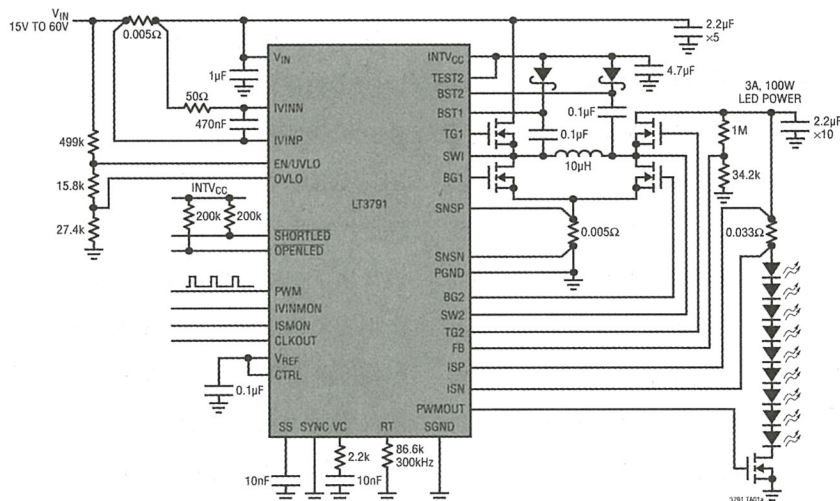 VIN
15V TO 60V
0.005Ω
2.2µF
×5
VIN
INTVCC
1µF
TEST2
4.7µF
BST2
3A, 100W
LED POWER
50Ω
IVINN
0.1µF
470nF
BST1
2.2µF
×10
499k
TG1
0.1µF
1M
IVINP
EN/UVLO
SWI
10µH
OVLO
BG1
34.2k
15.8k
INTVCC
LT3791
200k
200k
SNSP
27.4k
0.005Ω
0.033Ω
SHORTLED
OPENLED
SNSN
PGND
PWM
BG2
IVINMON
SW2
ISMON
TG2
CLKOUT
FB
VREF
ISP
CTRL
0.1µF
ISN
PWMOUT
SS
SYNC
VC
RT
SGND
2.2k
86.6k
300kHz
10nF
10nF
3791 TA01a